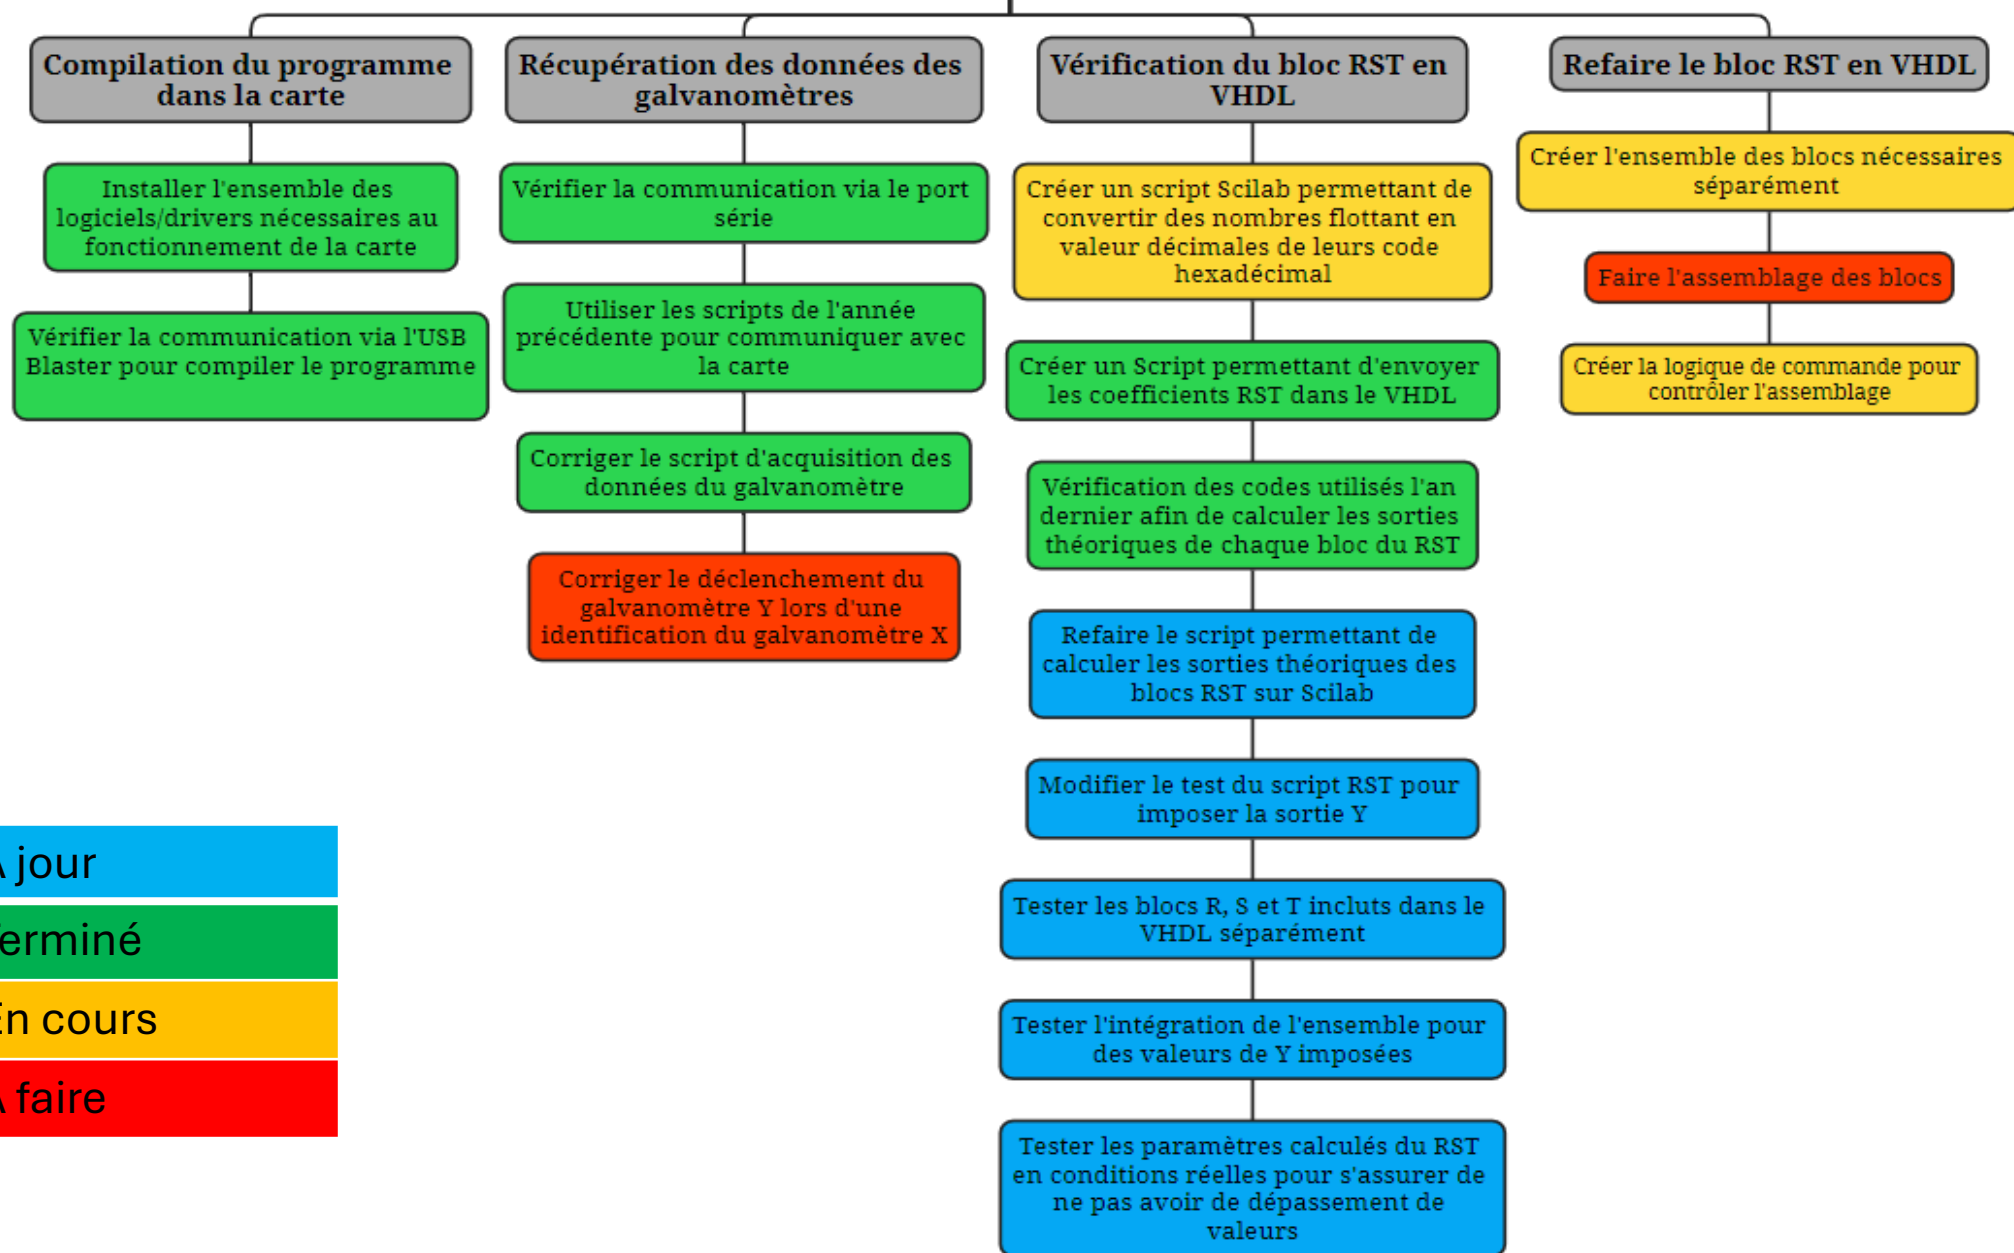 Compilation du programme
dans la carte
Installer l'ensemble des
logiciels/drivers nécessaires au
fonctionnement de la carte
Vérifier la communication via l'USB
Blaster pour compiler le programme
Récupération des données des
galvanomètres
Vérifier la communication via le port
série
Utiliser les scripts de l'année
précédente pour communiquer avec
la carte
Corriger le script d'acquisition des
données du galvanomètre
Corriger le déclenchement du
galvanomètre Y lors d'une
identification du galvanomètre X
Vérification du bloc RST en
VHDL
Créer un script Scilab permettant de
convertir des nombres flottant en
valeur décimales de leurs code
hexadécimal
Créer un Script permettant d'envoyer
les coefficients RST dans le VHDL
Vérification des codes utilisés l'an
dernier afin de calculer les sorties
théoriques de chaque bloc du RST
Refaire le script permettant de
calculer les sorties théoriques des
blocs RST sur Scilab
Modifier le test du script RST pour
imposer la sortie Y
Tester les blocs R, S et T incluts dans le
VHDL séparément
Tester l'intégration de l'ensemble pour
des valeurs de Y imposées
Tester les paramètres calculés du RST
en conditions réelles pour s'assurer de
ne pas avoir de dépassement de
valeurs
Refaire le bloc RST en VHDL
Créer l'ensemble des blocs nécessaires
séparément
Faire l'assemblage des blocs
Créer la logique de commande pour
contrôler l'assemblage
A jour
Terminé
En cours
A faire